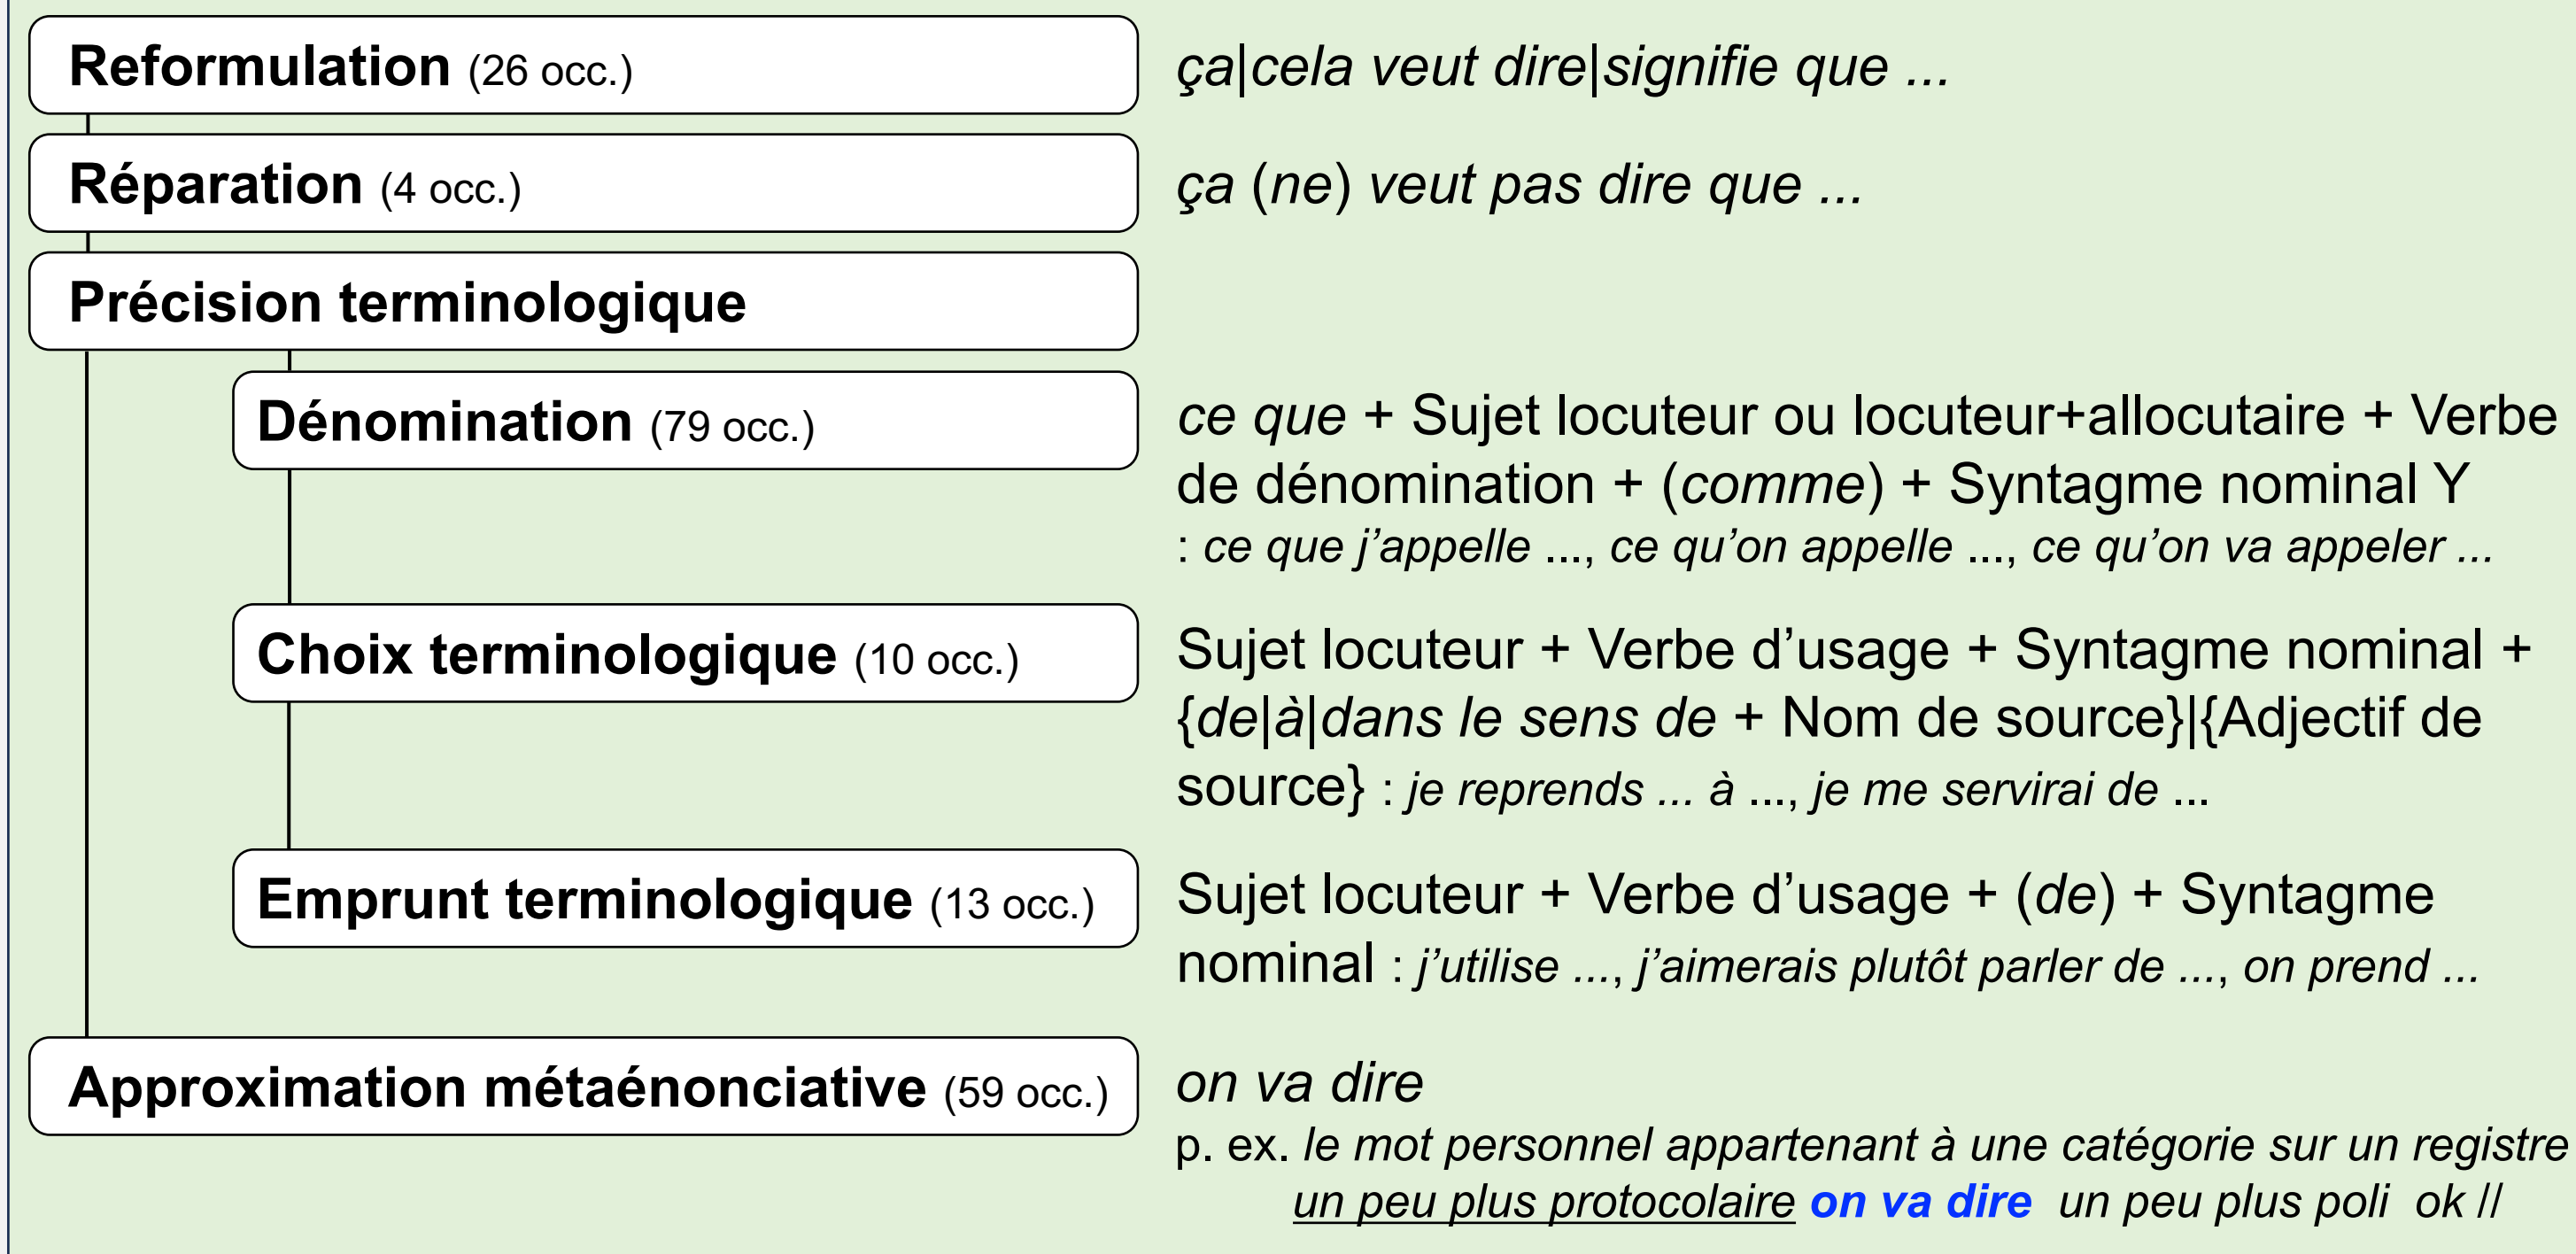 Reformulation (26 occ.)
ça|cela veut dire|signifie que ...
Réparation (4 occ.)
ça (ne) veut pas dire que ...
Précision terminologique
Dénomination (79 occ.)
ce que + Sujet locuteur ou locuteur+allocutaire + Verbe
de dénomination + (comme) + Syntagme nominal Y
: ce que j’appelle ..., ce qu’on appelle ..., ce qu’on va appeler ...
Choix terminologique (10 occ.)
Sujet locuteur + Verbe d’usage + Syntagme nominal +
{de|à|dans le sens de + Nom de source}|{Adjectif de
source} : je reprends ... à ..., je me servirai de ...
Emprunt terminologique (13 occ.)
Sujet locuteur + Verbe d’usage + (de) + Syntagme
nominal : j’utilise ..., j’aimerais plutôt parler de ..., on prend ...
Approximation métaénonciative (59 occ.)
on va dire
p. ex. le mot personnel appartenant à une catégorie sur un registre
un peu plus protocolaire on va dire un peu plus poli ok //